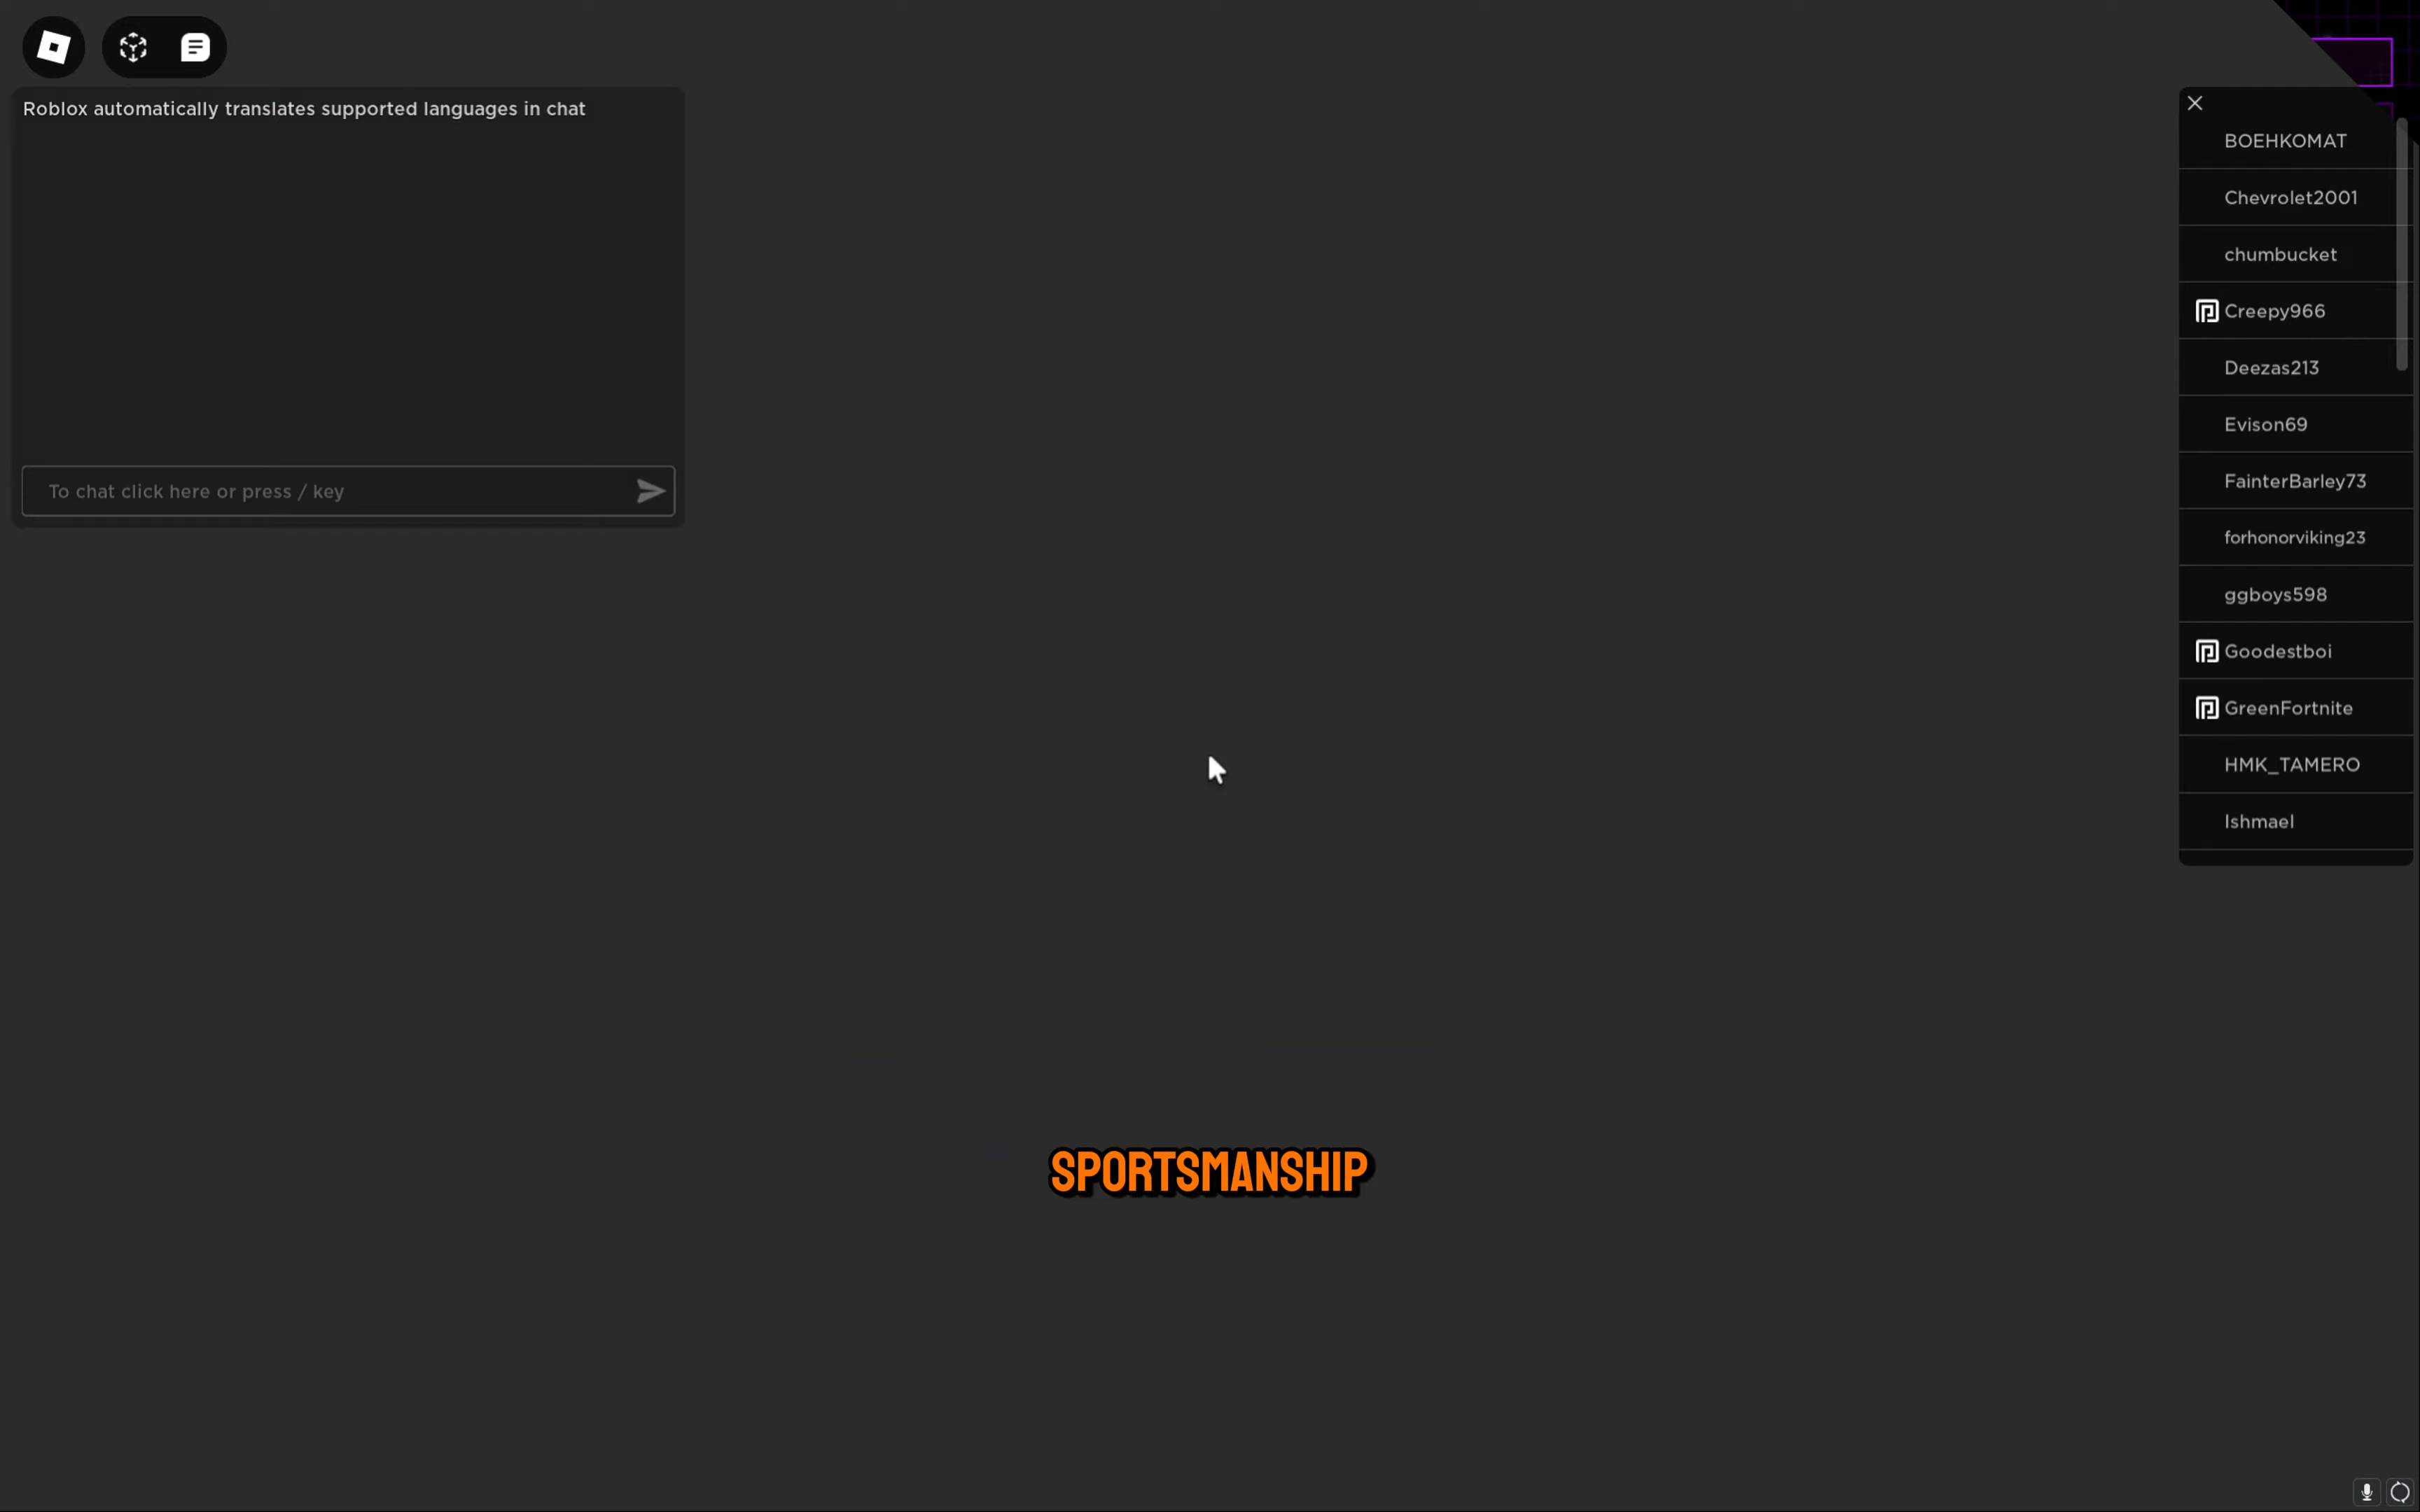 Roblox automatically translates supported languages in chat
To chat click here or press / key
BOEHKOMAT
Chevrolet2001
chumbucket
Creepy966
Deezas213
Evison69
FainterBarley73
forhonorviking23
ggboys598
Goodestboi
GreenFortnite
HMK_TAMERO
Ishmael
SPORTSMANSHIP